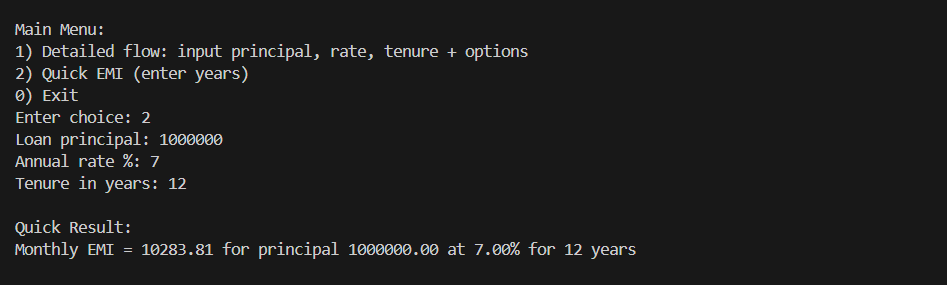 Main Menu:
1) Detailed flow: input principal, rate, tenure + options
2) Quick EMI (enter years)
0) Exit
Enter choice: 2
Loan principal: 1000000
Annual rate %: 7
Tenure in years: 12
Quick Result:
Monthly EMI = 10283.81 for principal 1000000.00 at 7.00% for 12 years